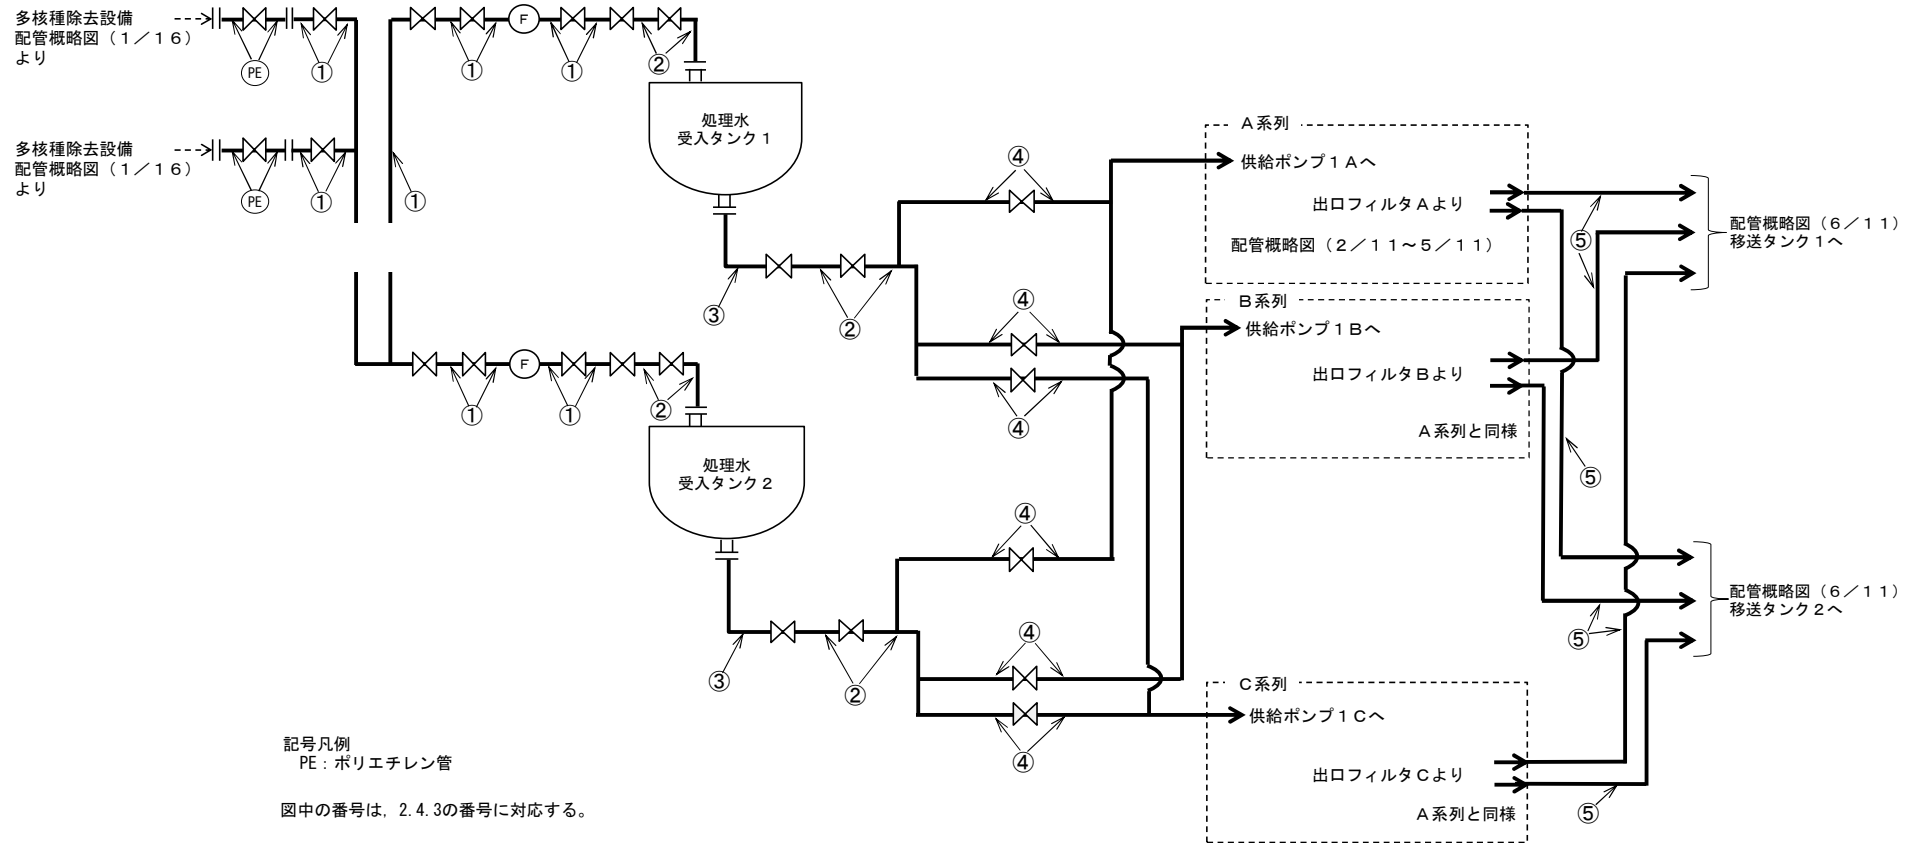 多核種除去設備
配管概略図（１／１６）
より
PE
①
①
F
①
②
処理水
受入タンク１
多核種除去設備
配管概略図（１／１６）
より
PE
①
①
③
②
④
④
④
Ａ系列
供給ポンプ１Ａへ
出口フィルタＡより
配管概略図（２／１１～５／１１）
⑤
配管概略図（６／１１）
移送タンク１へ
Ｂ系列
供給ポンプ１Ｂへ
出口フィルタＢより
Ａ系列と同様
⑤
①
F
①
②
処理水
受入タンク２
③
②
④
④
④
配管概略図（６／１１）
移送タンク２へ
⑤
Ｃ系列
供給ポンプ１Ｃへ
出口フィルタＣより
Ａ系列と同様
⑤
記号凡例
PE：ポリエチレン管
図中の番号は，2.4.3の番号に対応する。